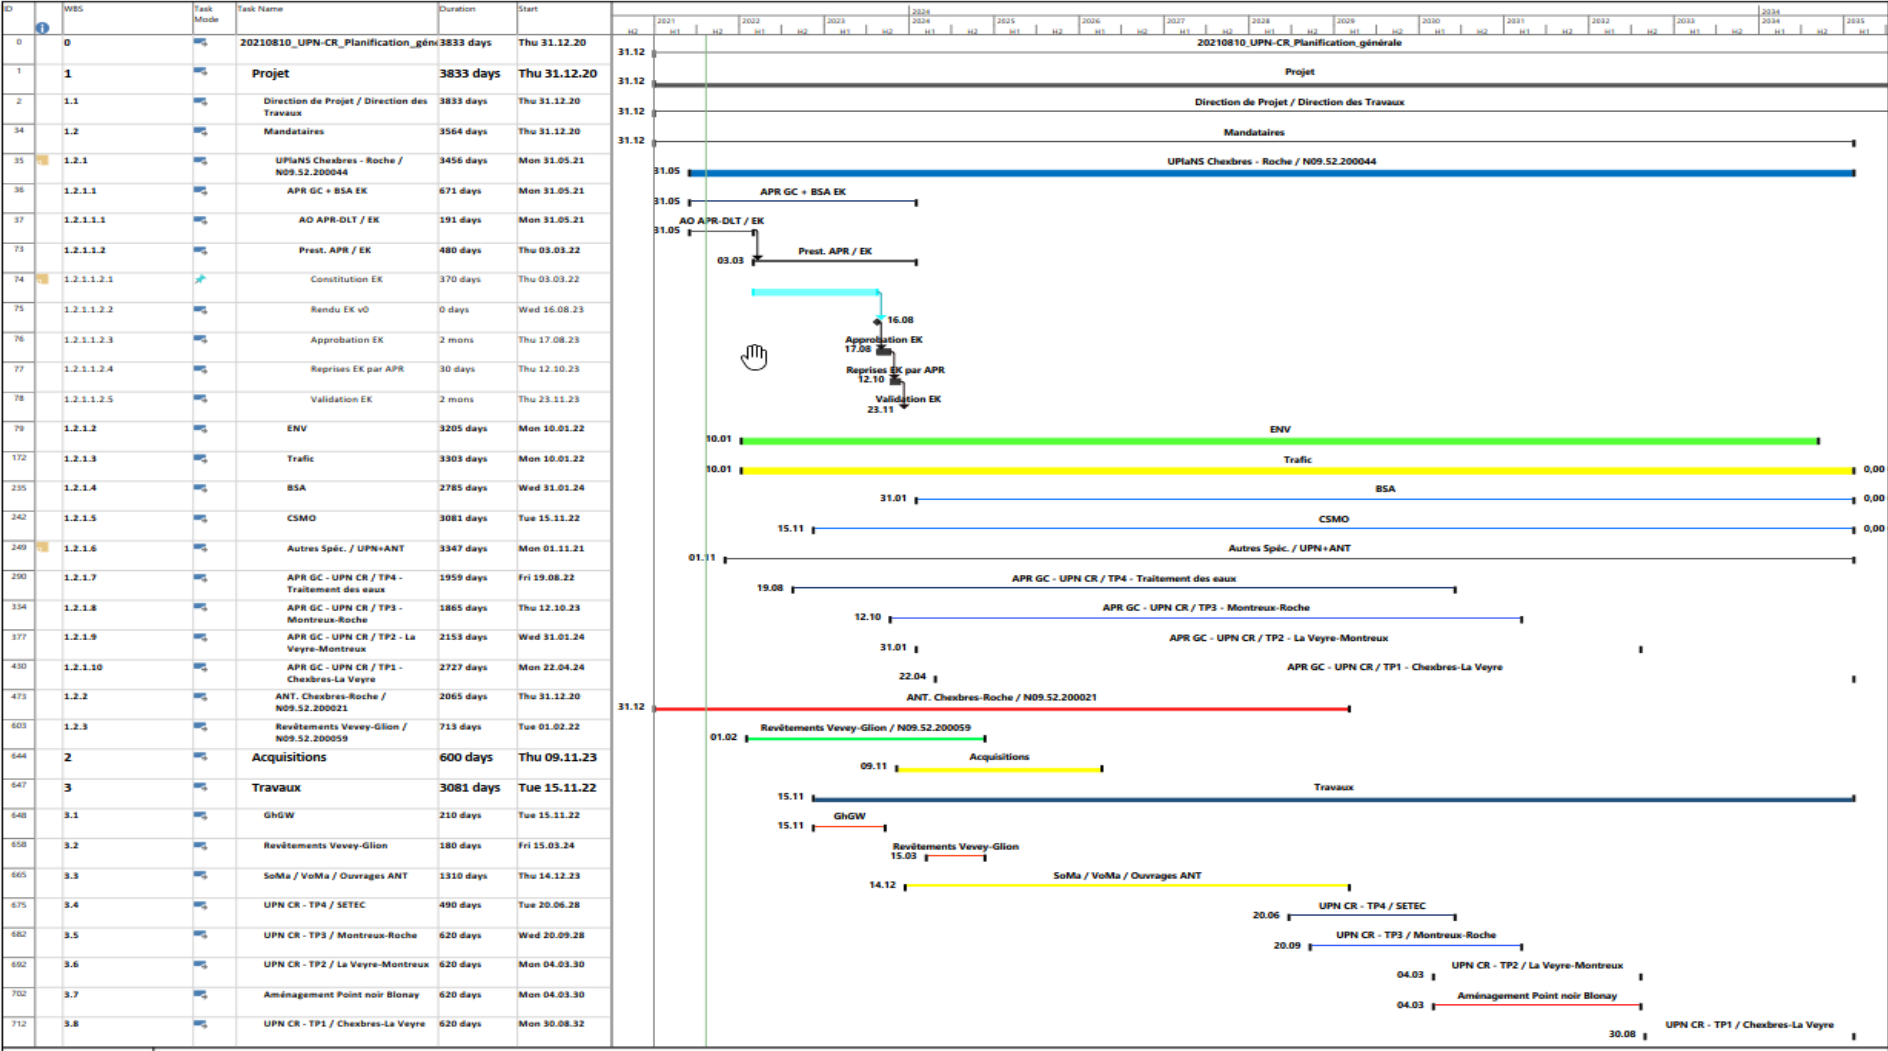 ID WBS Task Mode Task Name Duration Start
2024 2034
2021 2022 2023 2024 2025 2026 2027 2028 2029 2030 2031 2032 2033 2034 2035
H2 H1 H2 H1 H2 H1 H2 H1 H2 H1 H2 H1 H2 H1 H2 H1 H2 H1 H2 H1 H2 H1 H2 H1 H2 H1 H2 H1 H2 H1
0 0 20210810_UPN-CR_Planification_géné 3833 days Thu 31.12.20 31.12 20210810_UPN-CR_Planification_générale
1 1 Projet 3833 days Thu 31.12.20 31.12 Projet
2 1.1 Direction de Projet / Direction des Travaux 3833 days Thu 31.12.20 31.12 Direction de Projet / Direction des Travaux
34 1.2 Mandataires 3564 days Thu 31.12.20 31.12 Mandataires
35 1.2.1 UPlaNS Chexbres - Roche / N09.52.200044 3456 days Mon 31.05.21 31.05 UPlaNS Chexbres - Roche / N09.52.200044
36 1.2.1.1 APR GC + BSA EK 671 days Mon 31.05.21 31.05 APR GC + BSA EK
37 1.2.1.1.1 AO APR-DLT / EK 191 days Mon 31.05.21 31.05 AO APR-DLT / EK
73 1.2.1.1.2 Prest. APR / EK 480 days Thu 03.03.22 03.03 Prest. APR / EK
74 1.2.1.1.2.1 Constitution EK 370 days Thu 03.03.22
75 1.2.1.1.2.2 Rendu EK v0 0 days Wed 16.08.23 16.08
76 1.2.1.1.2.3 Approbation EK 2 mons Thu 17.08.23 17.08 Approbation EK
77 1.2.1.1.2.4 Reprises EK par APR 30 days Thu 12.10.23 12.10 Reprises EK par APR
78 1.2.1.1.2.5 Validation EK 2 mons Thu 23.11.23 23.11 Validation EK
79 1.2.1.2 ENV 3205 days Mon 10.01.22 10.01 ENV
172 1.2.1.3 Trafic 3303 days Mon 10.01.22 10.01 Trafic 0,00
235 1.2.1.4 BSA 2785 days Wed 31.01.24 31.01 BSA 0,00
242 1.2.1.5 CSMO 3081 days Tue 15.11.22 15.11 CSMO 0,00
249 1.2.1.6 Autres Spéc. / UPN+ANT 3347 days Mon 01.11.21 01.11 Autres Spéc. / UPN+ANT
290 1.2.1.7 APR GC - UPN CR / TP4 - Traitement des eaux 1959 days Fri 19.08.22 19.08 APR GC - UPN CR / TP4 - Traitement des eaux
334 1.2.1.8 APR GC - UPN CR / TP3 - Montreux-Roche 1865 days Thu 12.10.23 12.10 APR GC - UPN CR / TP3 - Montreux-Roche
377 1.2.1.9 APR GC - UPN CR / TP2 - La Veyre-Montreux 2153 days Wed 31.01.24 31.01 APR GC - UPN CR / TP2 - La Veyre-Montreux
430 1.2.1.10 APR GC - UPN CR / TP1 - Chexbres-La Veyre 2727 days Mon 22.04.24 22.04 APR GC - UPN CR / TP1 - Chexbres-La Veyre
473 1.2.2 ANT. Chexbres-Roche / N09.52.200021 2065 days Thu 31.12.20 31.12 ANT. Chexbres-Roche / N09.52.200021
603 1.2.3 Revêtements Vevey-Glion / N09.52.200059 713 days Tue 01.02.22 01.02 Revêtements Vevey-Glion / N09.52.200059
644 2 Acquisitions 600 days Thu 09.11.23 09.11 Acquisitions
647 3 Travaux 3081 days Tue 15.11.22 15.11 Travaux
648 3.1 GhGW 210 days Tue 15.11.22 15.11 GhGW
658 3.2 Revêtements Vevey-Glion 180 days Fri 15.03.24 15.03 Revêtements Vevey-Glion
665 3.3 SoMa / VoMa / Ouvrages ANT 1310 days Thu 14.12.23 14.12 SoMa / VoMa / Ouvrages ANT
675 3.4 UPN CR - TP4 / SETEC 490 days Tue 20.06.28 20.06 UPN CR - TP4 / SETEC
682 3.5 UPN CR - TP3 / Montreux-Roche 620 days Wed 20.09.28 20.09 UPN CR - TP3 / Montreux-Roche
692 3.6 UPN CR - TP2 / La Veyre-Montreux 620 days Mon 04.03.30 04.03 UPN CR - TP2 / La Veyre-Montreux
702 3.7 Aménagement Point noir Blonay 620 days Mon 04.03.30 04.03 Aménagement Point noir Blonay
712 3.8 UPN CR - TP1 / Chexbres-La Veyre 620 days Mon 30.08.32 30.08 UPN CR - TP1 / Chexbres-La Veyre